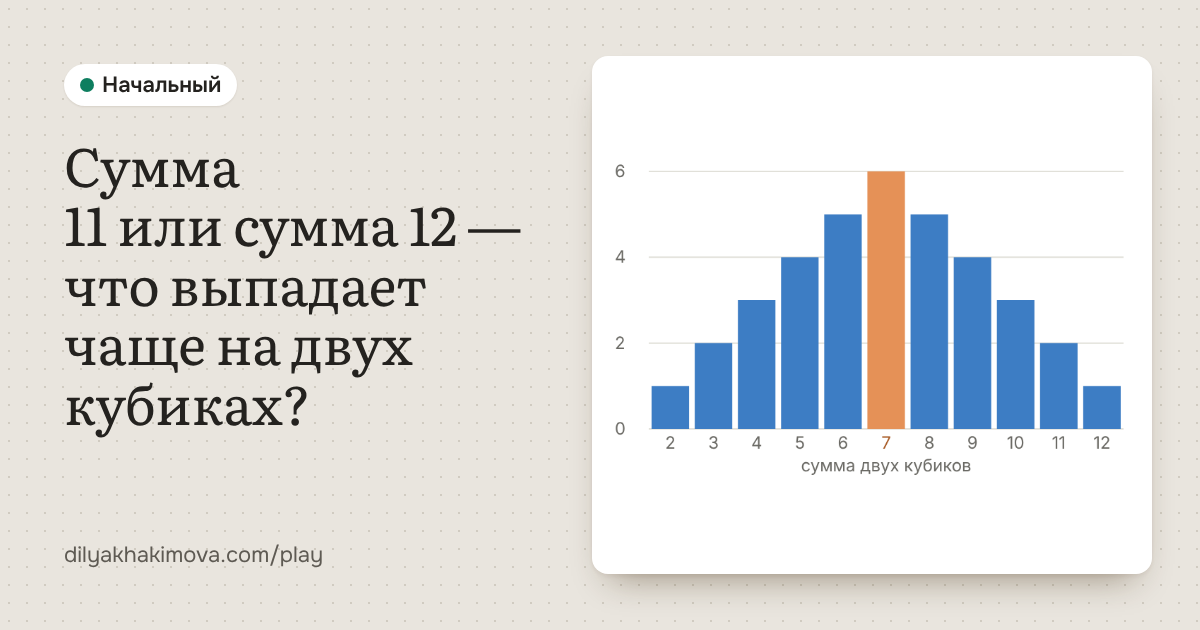 Начальный
Сумма
11 или сумма 12 —
что выпадает
чаще на двух
кубиках?
dilyakhakimova.com/play
6
4
2
0
2 3 4 5 6 7 8 9 10 11 12
сумма двух кубиков